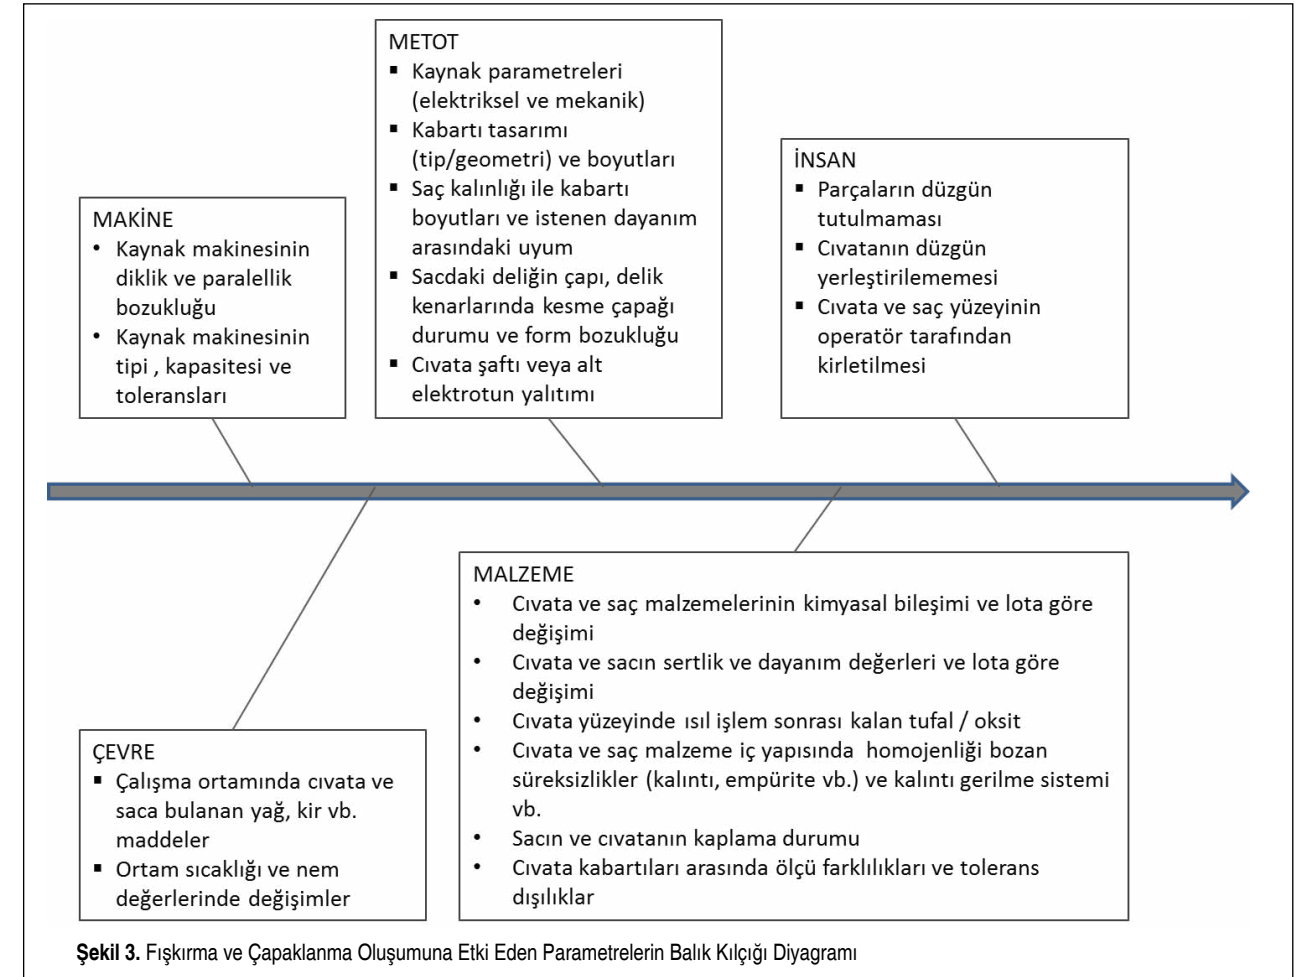 METOT
▪ Kaynak parametreleri
(elektriksel ve mekanik)
▪ Kabartı tasarımı
(tip/geometri) ve boyutları
▪ Saç kalınlığı ile kabartı
boyutları ve istenen dayanım
arasındaki uyum
▪ Sacdaki deliğin çapı, delik
kenarlarında kesme çapağı
durumu ve form bozukluğu
▪ Cıvata şaftı veya alt
elektrotun yalıtımı
İNSAN
▪ Parçaların düzgün
tutulmaması
▪ Cıvatanın düzgün
yerleştirilememesi
▪ Cıvata ve saç yüzeyinin
operatör tarafından
kirletilmesi
MAKİNE
• Kaynak makinesinin
diklik ve paralellik
bozukluğu
• Kaynak makinesinin
tipi , kapasitesi ve
toleransları
MALZEME
• Cıvata ve saç malzemelerinin kimyasal bileşimi ve lota göre
değişimi
• Cıvata ve sacın sertlik ve dayanım değerleri ve lota göre
değişimi
• Cıvata yüzeyinde ısıl işlem sonrası kalan tufal / oksit
• Cıvata ve saç malzeme iç yapısında homojenliği bozan
süreksizlikler (kalıntı, empürite vb.) ve kalıntı gerilme sistemi
vb.
• Sacın ve cıvatanın kaplama durumu
• Cıvata kabartıları arasında ölçü farklılıkları ve tolerans
dışılıklar
ÇEVRE
▪ Çalışma ortamında cıvata ve
saca bulanan yağ, kir vb.
maddeler
▪ Ortam sıcaklığı ve nem
değerlerinde değişimler
Şekil 3. Fışkırma ve Çapaklanma Oluşumuna Etki Eden Parametrelerin Balık Kılçığı Diyagramı